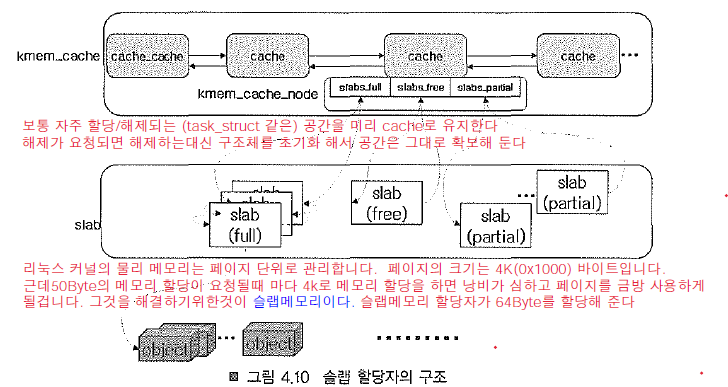 kmem_cache
cache_cache
cache
cache
cache
...
kmem_cache_node
slabs_full
slabs_free
slabs_partial
보통 자주 할당/해제되는 (task_struct 같은) 공간을 미리 cache로 유지한다
해제가 요청되면 해제하는대신 구조체를 초기화 해서 공간은 그대로 확보해 둔다
slab
slab
(full)
slab
(free)
slab
(partial)
...
slab
(partial)
리눅스 커널의 물리 메모리는 페이지 단위로 관리합니다. 페이지의 크기는 4K(0x1000) 바이트입니다.
근데50Byte의 메모리 할당이 요청될때 마다 4k로 메모리 할당을 하면 낭비가 심하고 페이지를 금방 사용하게
될겁니다. 그것을 해결하기위한것이 슬랩메모리이다. 슬랩메모리 할당자가 64Byte를 할당해 준다
object
...
object
.........
그림 4.10 슬랩 할당자의 구조